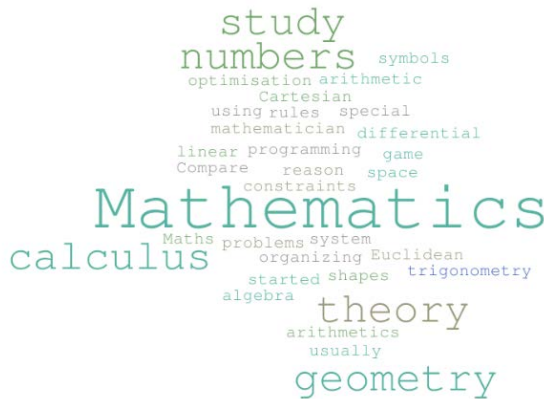 study
numbers symbols
optimisation arithmetic
Cartesian
using rules special
mathematician differential
linear programming game
Compare reason space
constraints
Mathematics
Maths problems system
calculus organizing Euclidean
started shapes trigonometry
algebra theory
arithmetics
usually
geometry